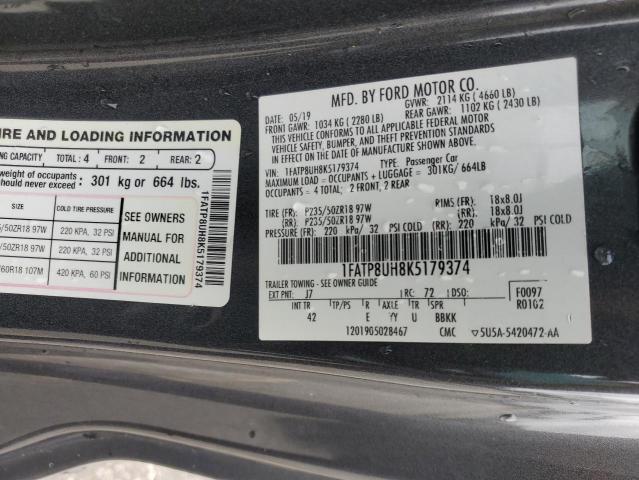 IRE AND LOADING INFORMATION
NG CAPACITY TOTAL: 4 FRONT: 2 REAR: 2
weight of occupants
should never exceed: 301 kg or 664 lbs.
SIZE COLD TIRE PRESSURE
/50ZR18 97W 220 KPA, 32 PSI
50ZR18 97W 220 KPA, 32 PSI
60R18 107M 420 KPA, 60 PSI
SEE OWNERS
MANUAL FOR
ADDITIONAL
INFORMATION
1FATP8UH8K5179374
MFD. BY FORD MOTOR CO.
DATE: 05/19 GVWR: 2114 KG ( 4660 LB)
FRONT GAWR: 1034 KG ( 2280 LB) REAR GAWR: 1102 KG ( 2430 LB)
THIS VEHICLE CONFORMS TO ALL APPLICABLE FEDERAL MOTOR
VEHICLE SAFETY, BUMPER, AND THEFT PREVENTION STANDARDS
IN EFFECT ON THE DATE OF MANUFACTURE SHOWN ABOVE.
VIN: 1FATP8UH8K5179374 TYPE: Passenger Car
MAXIMUM LOAD = OCCUPANTS + LUGGAGE = 301KG/ 664LB
OCCUPANTS = 4 TOTAL; 2 FRONT, 2 REAR
TIRE (F): P235/50ZR18 97W RIMS (F): 18x8.0J
(R): P235/50ZR18 97W (R): 18x8.0J
PRESSURE (F): 220 kPa/ 32 PSI COLD (R): 220 kPa/ 32 PSI COLD
1FATP8UH8K5179374
TRAILER TOWING - SEE OWNER GUIDE
EXT PNT: J7 RC: 72 DSO: F0097
INT TR TP/PS R AXLE TR SPR R0102
42 E YY U BBKK
1201905028467 CMC ▽5U5A-5420472-AA